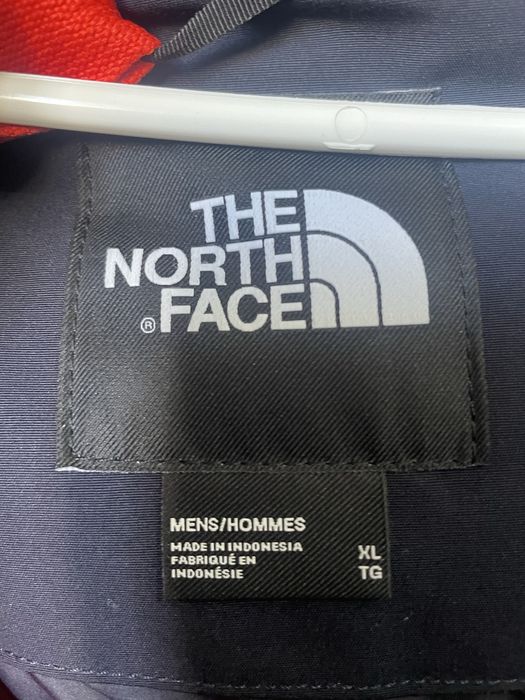 THE
NORTH
® FACE
MENS/HOMMES
MADE IN INDONESIA
FABRIQUÉ EN
INDONÉSIE
XL
TG